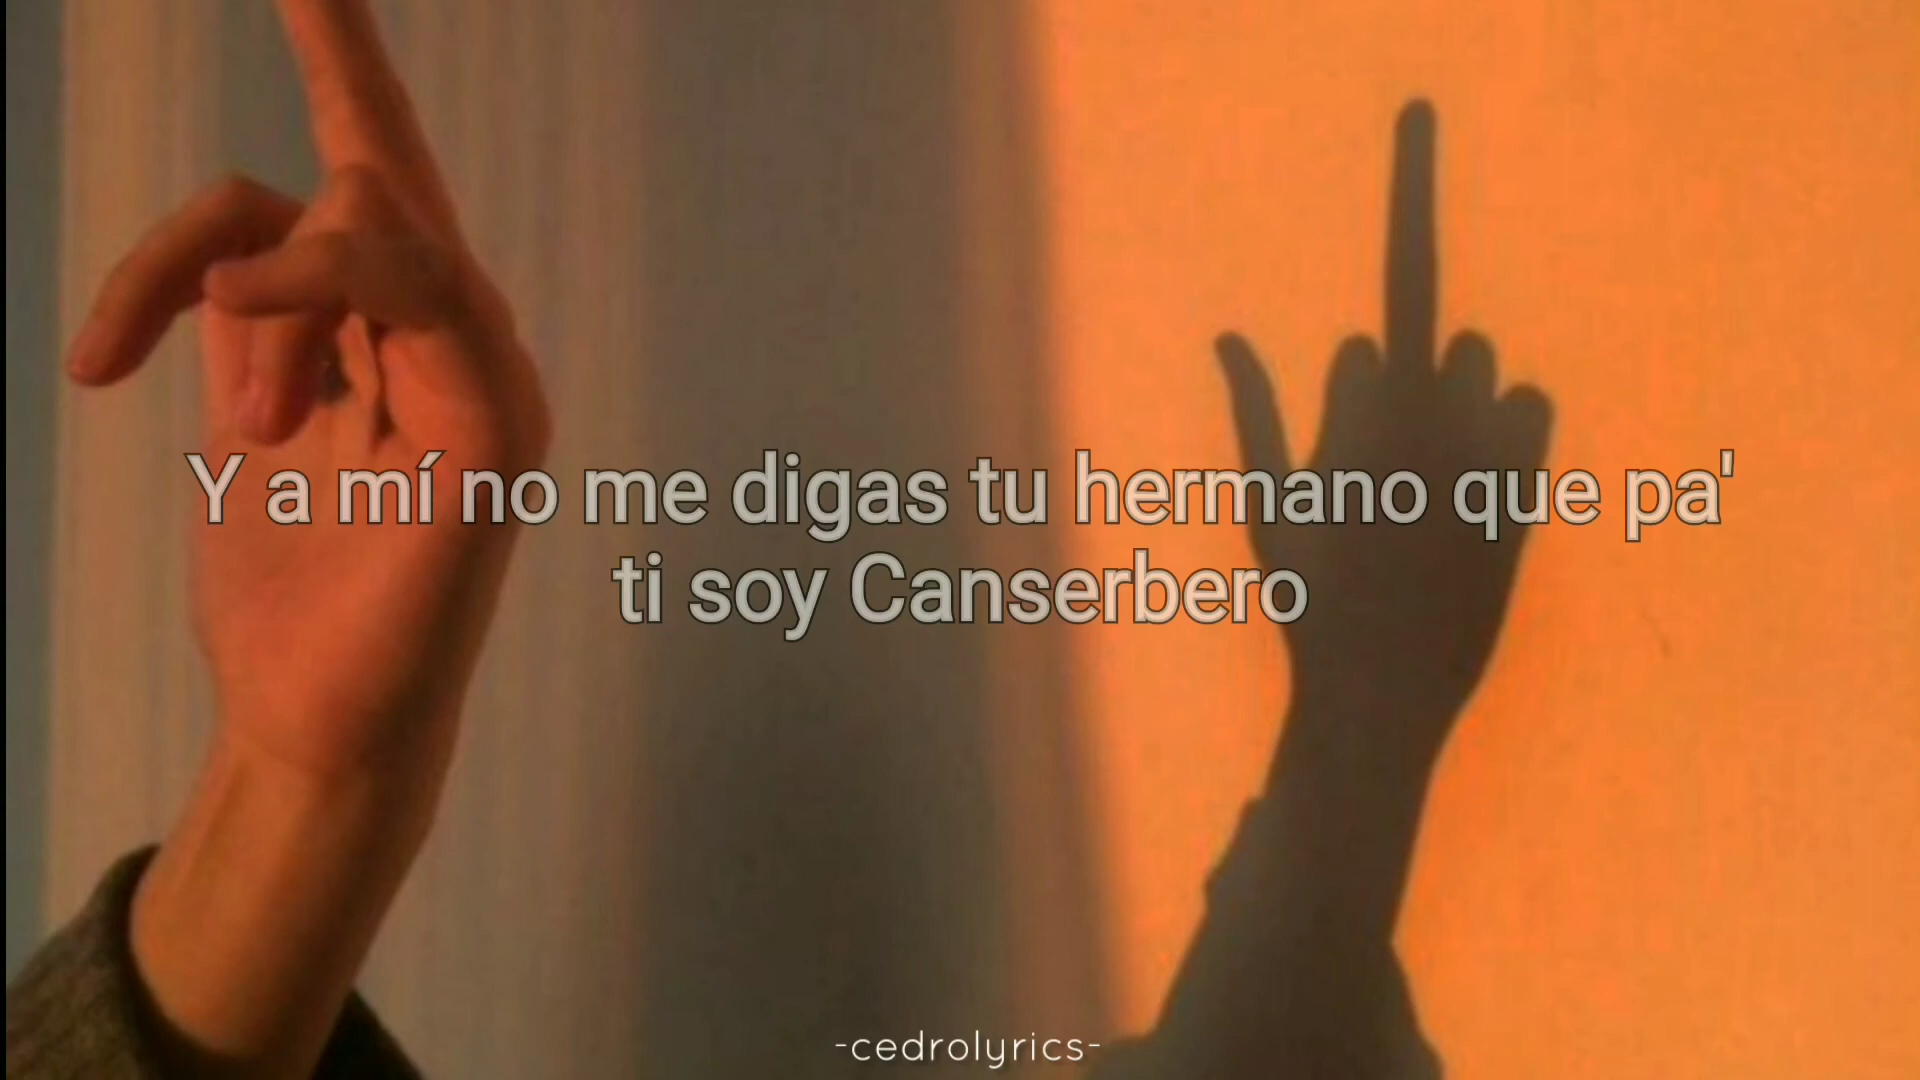 Y a mí no me digas tu hermano que pa'
ti soy Canserbero
-cedrolyrics-